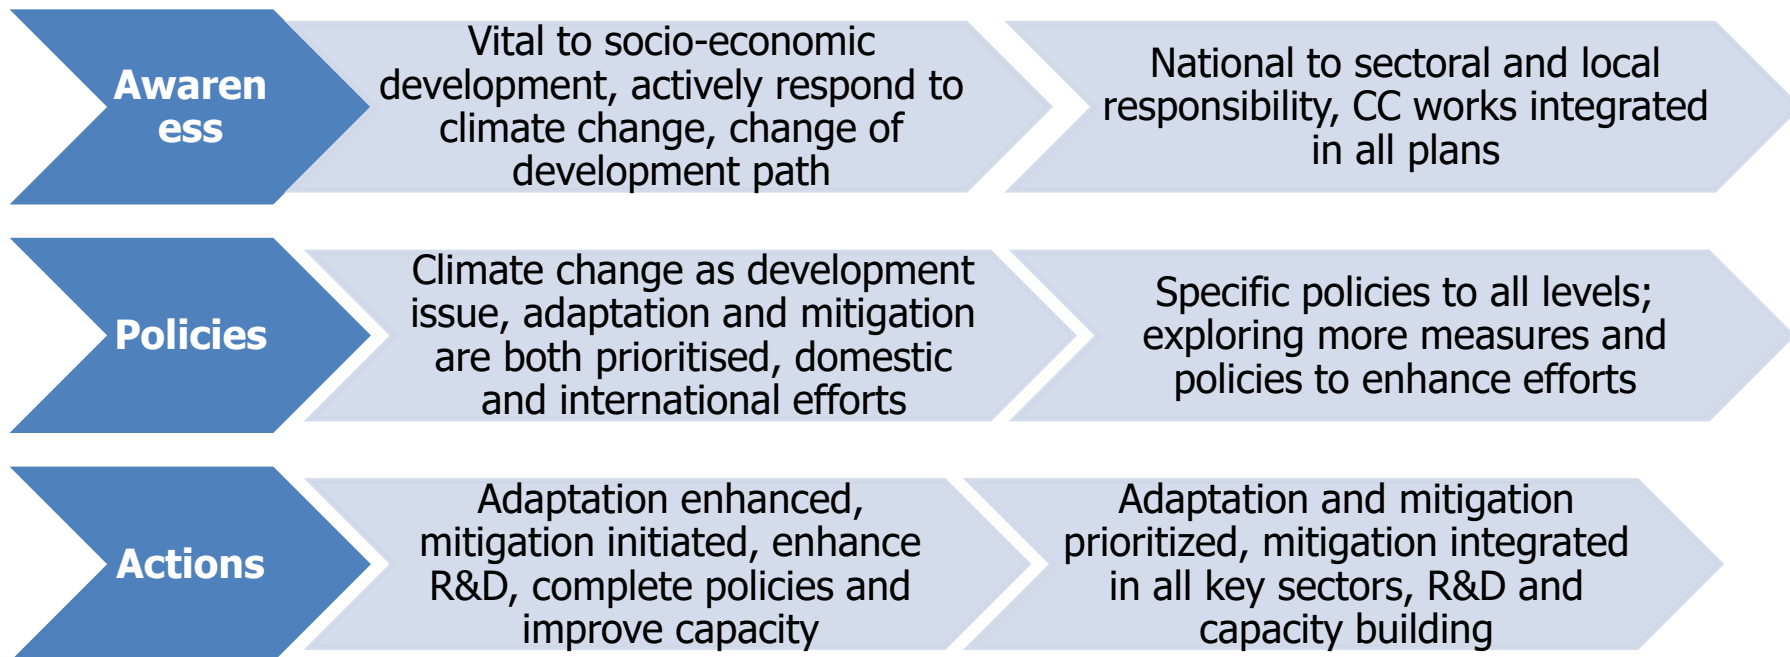 Awaren
ess
Vital to socio-economic
development, actively respond to
climate change, change of
development path
National to sectoral and local
responsibility, CC works integrated
in all plans
Policies
Climate change as development
issue, adaptation and mitigation
are both prioritised, domestic
and international efforts
Specific policies to all levels;
exploring more measures and
policies to enhance efforts
Actions
Adaptation enhanced,
mitigation initiated, enhance
R&D, complete policies and
improve capacity
Adaptation and mitigation
prioritized, mitigation integrated
in all key sectors, R&D and
capacity building